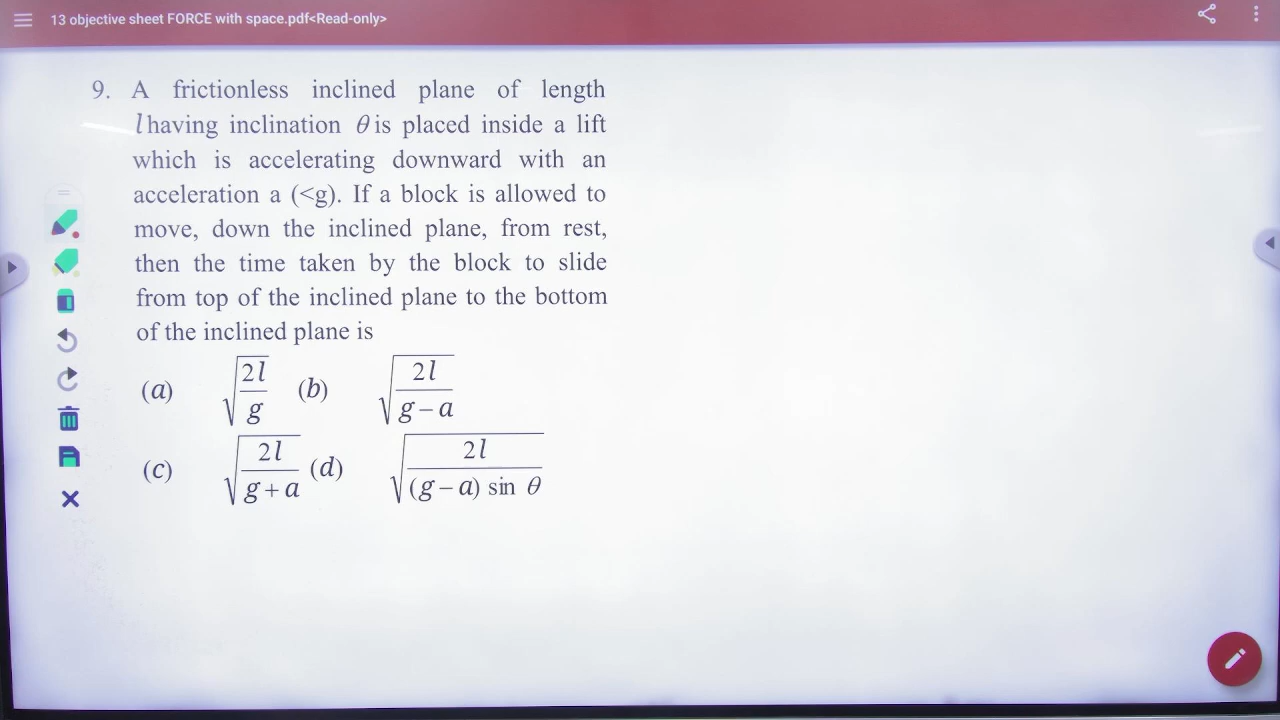 13 objective sheet FORCE with space.pdf<Read-only>
9. A frictionless inclined plane of length
l having inclination θ is placed inside a lift
which is accelerating downward with an
acceleration a (<g). If a block is allowed to
move, down the inclined plane, from rest,
then the time taken by the block to slide
from top of the inclined plane to the bottom
of the inclined plane is
(a) √(2l/g) (b) √(2l/(g−a))
(c) √(2l/(g+a)) (d) √(2l/((g−a) sin θ))